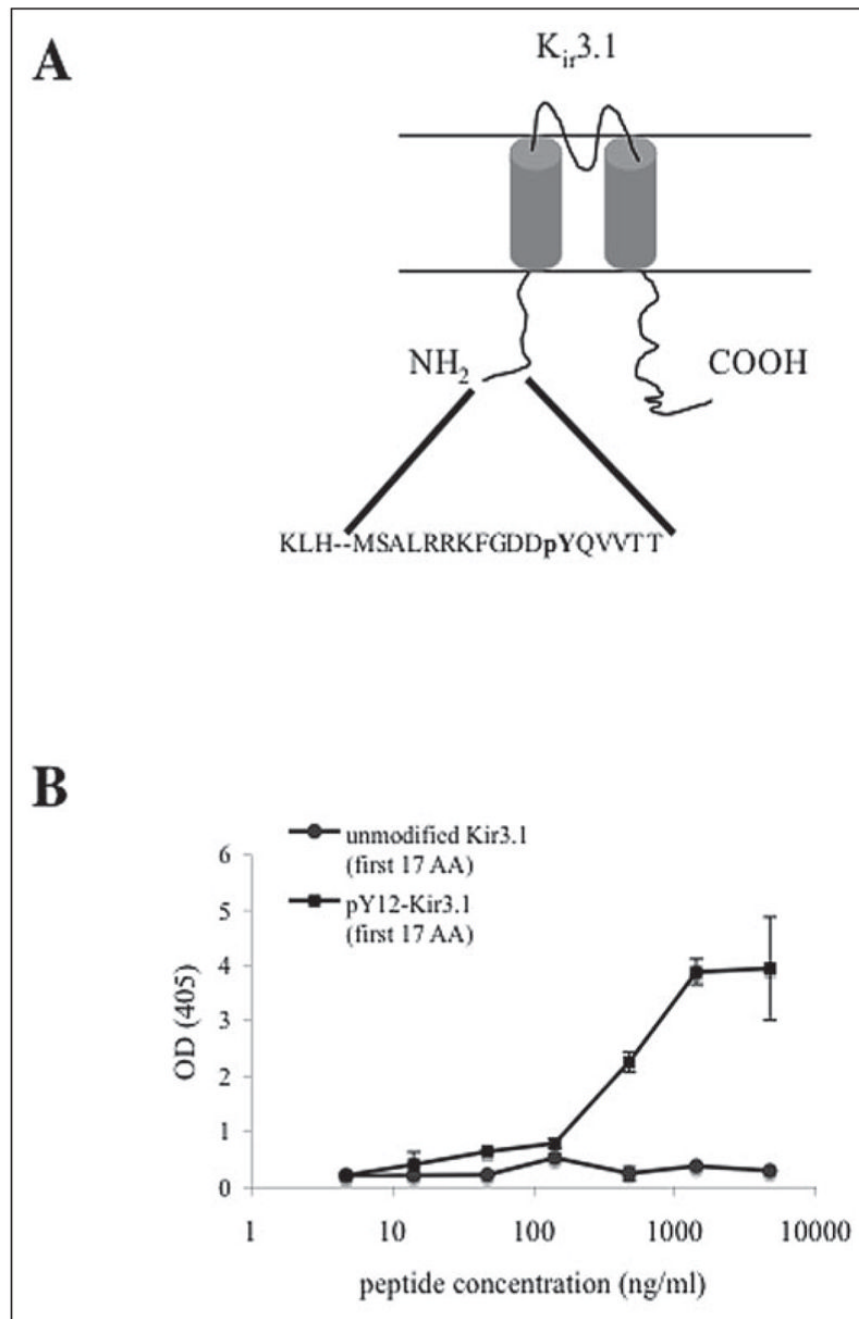 A
Kir3.1
NH2
COOH
KLH--MSALRRKFGDDpYQVVTT
B
unmodified Kir3.1
(first 17 AA)
pY12-Kir3.1
(first 17 AA)
6
5
4
3
2
1
0
OD (405)
1 10 100 1000 10000
peptide concentration (ng/ml)